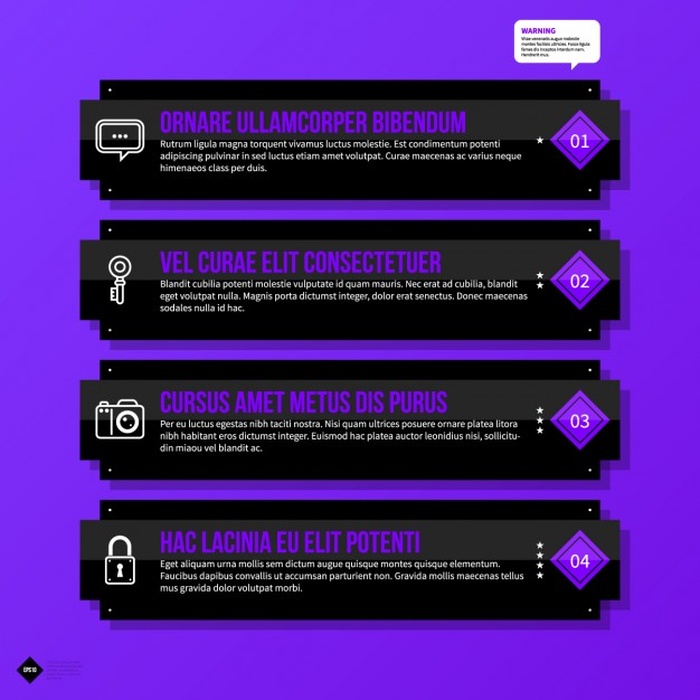 WARNING
Vitae venenatis augue molestie
montes facilisis ultricies. Fusce ligula
fames dis inceptos interdum nam.
Hendrerit mus.
ORNARE ULLAMCORPER BIBENDUM
Rutrum ligula magna torquent vivamus luctus molestie. Est condimentum potenti
adipiscing pulvinar in sed luctus etiam amet volutpat. Curae maecenas ac varius neque
himenaeos class per duis.
01
VEL CURAE ELIT CONSECTETUER
Blandit cubilia potenti molestie vulputate id quam mauris. Nec erat ad cubilia, blandit
eget volutpat nulla. Magnis porta dictumst integer, dolor erat senectus. Donec maecenas
sodales nulla id hac.
02
CURSUS AMET METUS DIS PURUS
Per eu luctus egestas nibh taciti nostra. Nisi quam ultrices posuere ornare platea litora
nibh habitant eros dictumst integer. Euismod hac platea auctor leonidius nisi, sollicitu-
din miaou vel blandit ac.
03
HAC LACINIA EU ELIT POTENTI
Eget aliquam urna mollis sem dictum augue quisque montes quisque elementum.
Faucibus dapibus convallis ut accumsan parturient non. Gravida mollis maecenas tellus
mus gravida dolor volutpat morbi.
04
EPS10